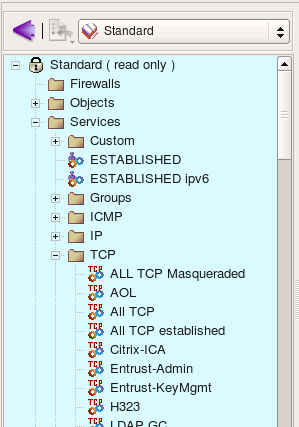 Standard
Standard ( read only )
Firewalls
Objects
Services
Custom
ESTABLISHED
ESTABLISHED ipv6
Groups
ICMP
IP
TCP
TCP ALL TCP Masqueraded
TCP AOL
TCP All TCP
TCP All TCP established
TCP Citrix-ICA
TCP Entrust-Admin
TCP Entrust-KeyMgmt
TCP H323
TCP LDAP GC